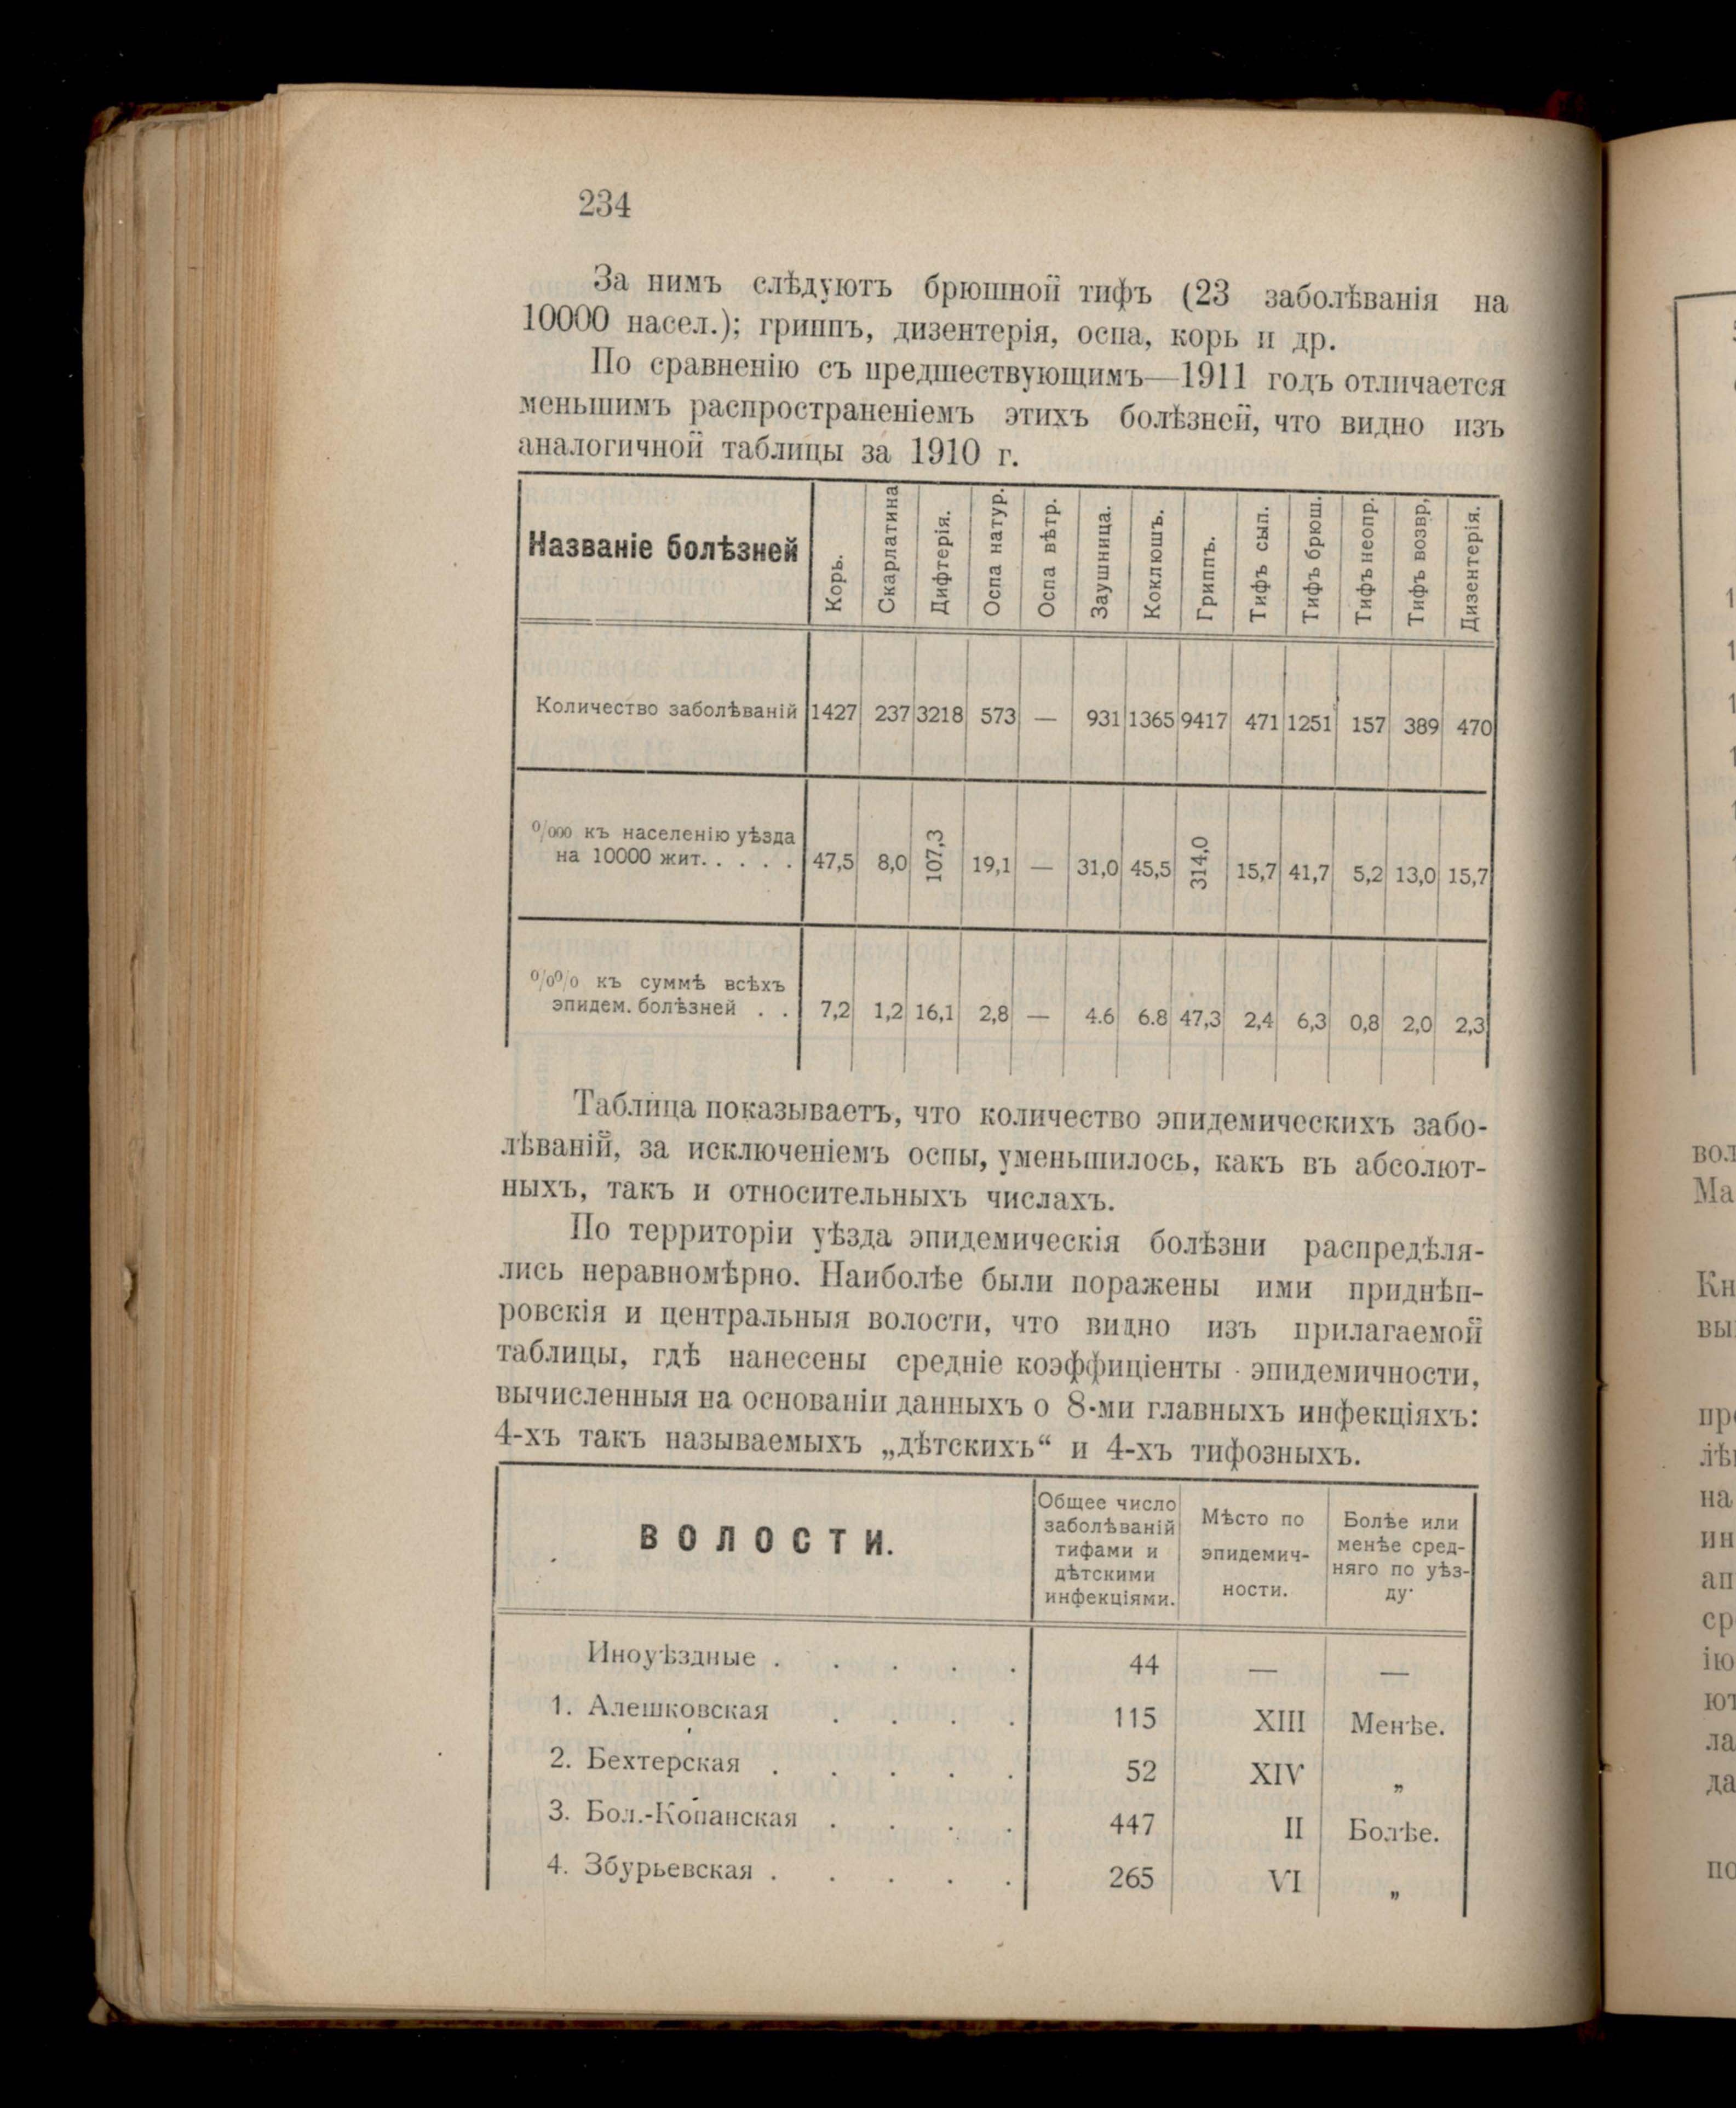 234
За нимъ слѣдуютъ брюшной тифъ (23 заболѣванія на
10000 насел.); гриппъ, дизентерія, оспа, корь и др.
По сравненію съ предшествующимъ—1911 годъ отличается
меньшимъ распространеніемъ этихъ болѣзней, что видно изъ
аналогичной таблицы за 1910 г.
Названіе болѣзней Корь. Скарлатина Дифтерія. Оспа натур. Оспа вѣтр. Заушница. Коклюшъ. Гриппъ. Тифъ сып. Тифъ брюш. Тифъ неопр. Тифъ возвр, Дизентерія.
Количество заболѣваній 1427 237 3218 573 — 931 1365 9417 471 1251 157 389 470
⁰/₀₀₀ къ населенію уѣзда
на 10000 жит. . . . . 47,5 8,0 107,3 19,1 — 31,0 45,5 314,0 15,7 41,7 5,2 13,0 15,7
⁰/₀⁰/₀ къ суммѣ всѣхъ
эпидем. болѣзней . . 7,2 1,2 16,1 2,8 — 4.6 6.8 47,3 2,4 6,3 0,8 2,0 2,3
Таблица показываетъ, что количество эпидемическихъ забо-
лѣваній, за исключеніемъ оспы, уменьшилось, какъ въ абсолют-
ныхъ, такъ и относительныхъ числахъ.
По территоріи уѣзда эпидемическія болѣзни распредѣля-
лись неравномѣрно. Наиболѣе были поражены ими приднѣп-
ровскія и центральныя волости, что видно изъ прилагаемой
таблицы, гдѣ нанесены средніе коэффиціенты эпидемичности,
вычисленныя на основаніи данныхъ о 8-ми главныхъ инфекціяхъ:
4-хъ такъ называемыхъ „дѣтскихъ“ и 4-хъ тифозныхъ.
ВОЛОСТИ.
Общее число
заболѣваній
тифами и
дѣтскими
инфекціями.
Мѣсто по
эпидемич-
ности.
Болѣе или
менѣе сред-
няго по уѣз-
ду.
Иноуѣздные . . . . . 44 — —
1. Алешковская . . . . 115 XIII Менѣе.
2. Бехтерская . . . . . 52 XIV „
3. Бол.-Копанская . . . . 447 II Болѣе.
4. Збурьевская . . . . . 265 VI „